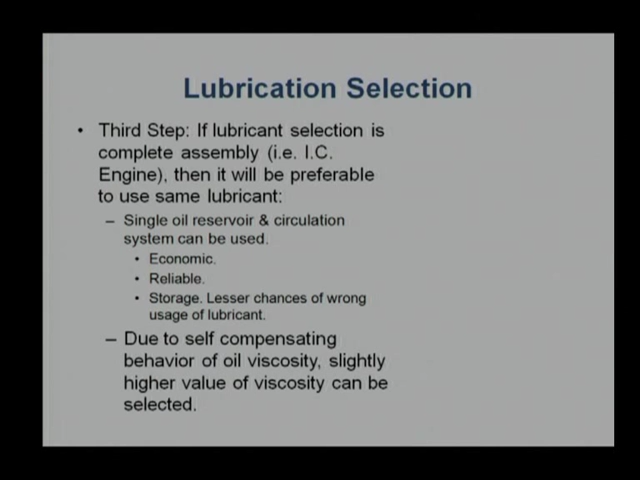 Lubrication Selection
• Third Step: If lubricant selection is
complete assembly (i.e. I.C.
Engine), then it will be preferable
to use same lubricant:
– Single oil reservoir & circulation
system can be used.
• Economic.
• Reliable.
• Storage. Lesser chances of wrong
usage of lubricant.
– Due to self compensating
behavior of oil viscosity, slightly
higher value of viscosity can be
selected.